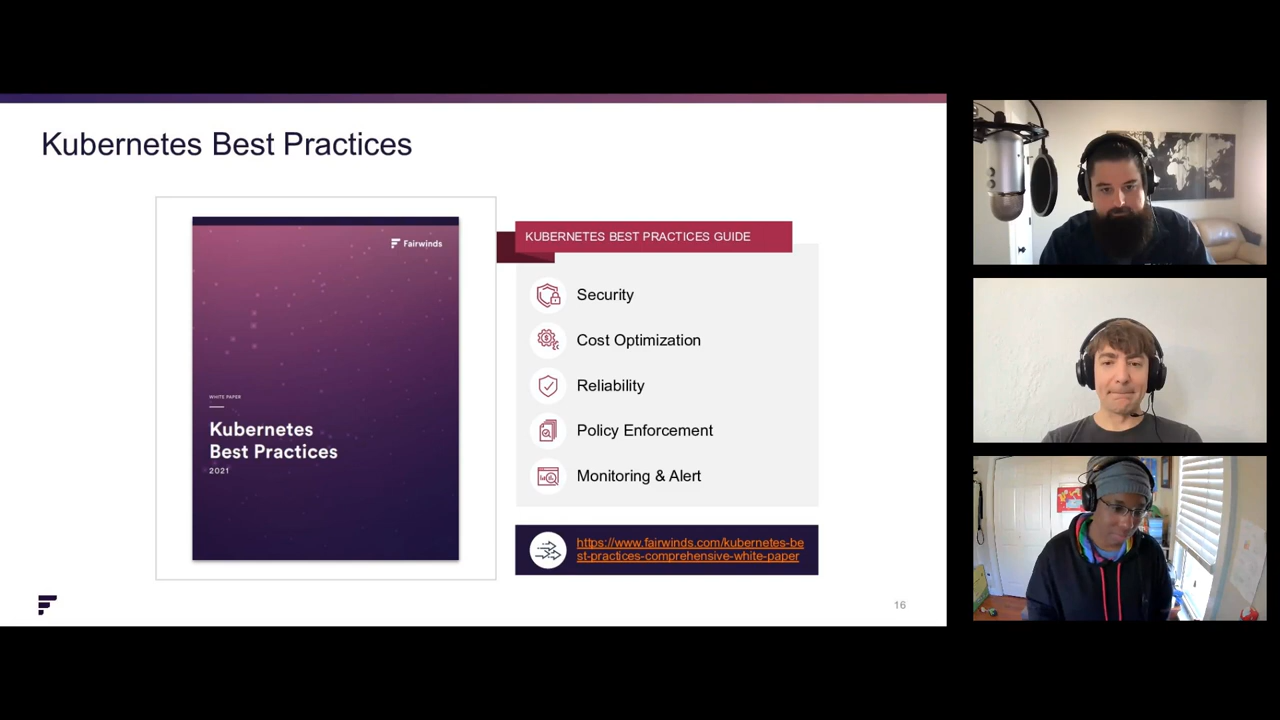 Kubernetes Best Practices
Fairwinds
WHITE PAPER
Kubernetes
Best Practices
2021
KUBERNETES BEST PRACTICES GUIDE
Security
Cost Optimization
Reliability
Policy Enforcement
Monitoring & Alert
https://www.fairwinds.com/kubernetes-be
st-practices-comprehensive-white-paper
16